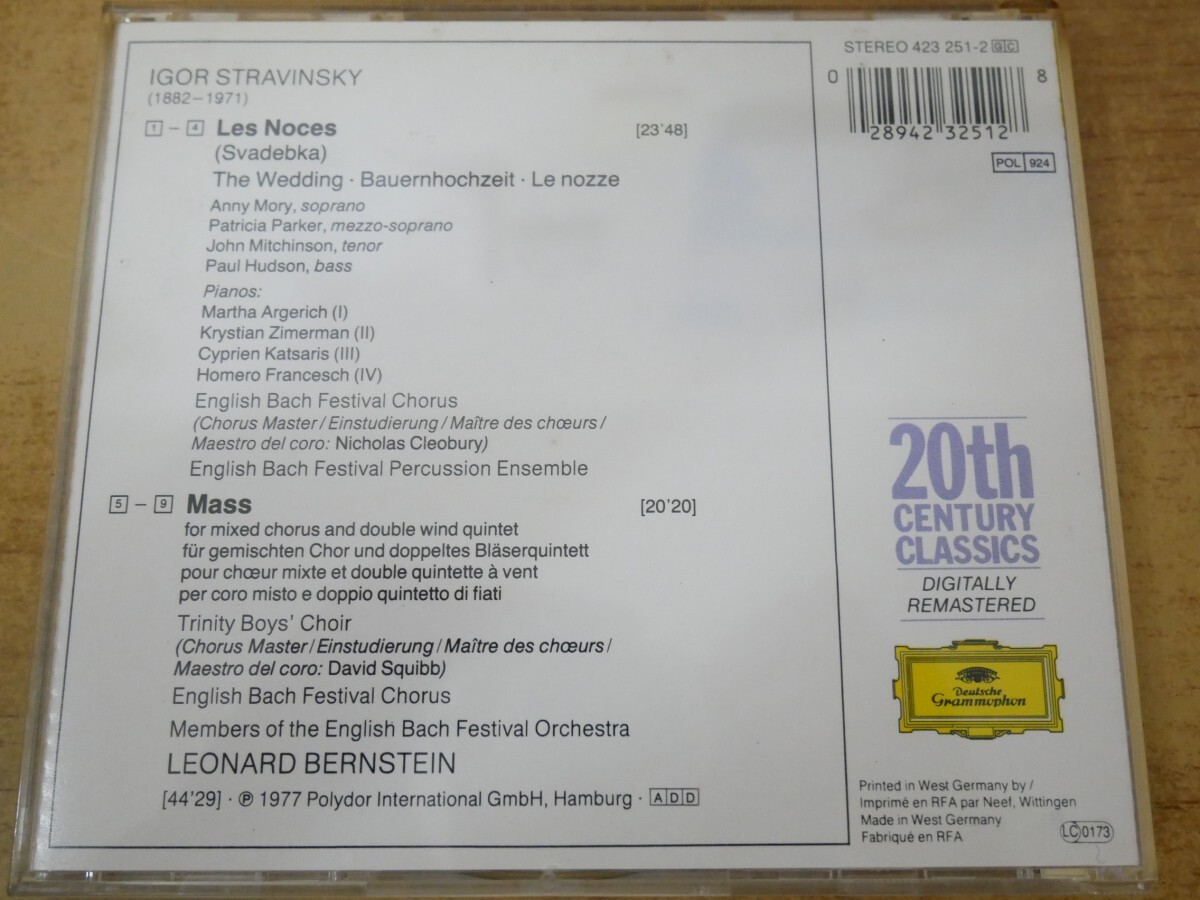 IGOR STRAVINSKY
(1882–1971)
1 – 4 Les Noces [23'48]
(Svadebka)
The Wedding · Bauernhochzeit · Le nozze
Anny Mory, soprano
Patricia Parker, mezzo-soprano
John Mitchinson, tenor
Paul Hudson, bass
Pianos:
Martha Argerich (I)
Krystian Zimerman (II)
Cyprien Katsaris (III)
Homero Francesch (IV)
English Bach Festival Chorus
(Chorus Master / Einstudierung / Maître des chœurs /
Maestro del coro: Nicholas Cleobury)
English Bach Festival Percussion Ensemble
5 – 9 Mass [20'20]
for mixed chorus and double wind quintet
für gemischten Chor und doppeltes Bläserquintett
pour chœur mixte et double quintette à vent
per coro misto e doppio quintetto di fiati
Trinity Boys' Choir
(Chorus Master / Einstudierung / Maître des chœurs /
Maestro del coro: David Squibb)
English Bach Festival Chorus
Members of the English Bach Festival Orchestra
LEONARD BERNSTEIN
[44'29] · ℗ 1977 Polydor International GmbH, Hamburg · ADD
STEREO 423 251-2 GC
0 28942 32512 8
POL 924
20th
CENTURY
CLASSICS
DIGITALLY
REMASTERED
Deutsche
Grammophon
Printed in West Germany by /
Imprimé en RFA par Neef, Wittingen
Made in West Germany
Fabriqué en RFA
LC 0173